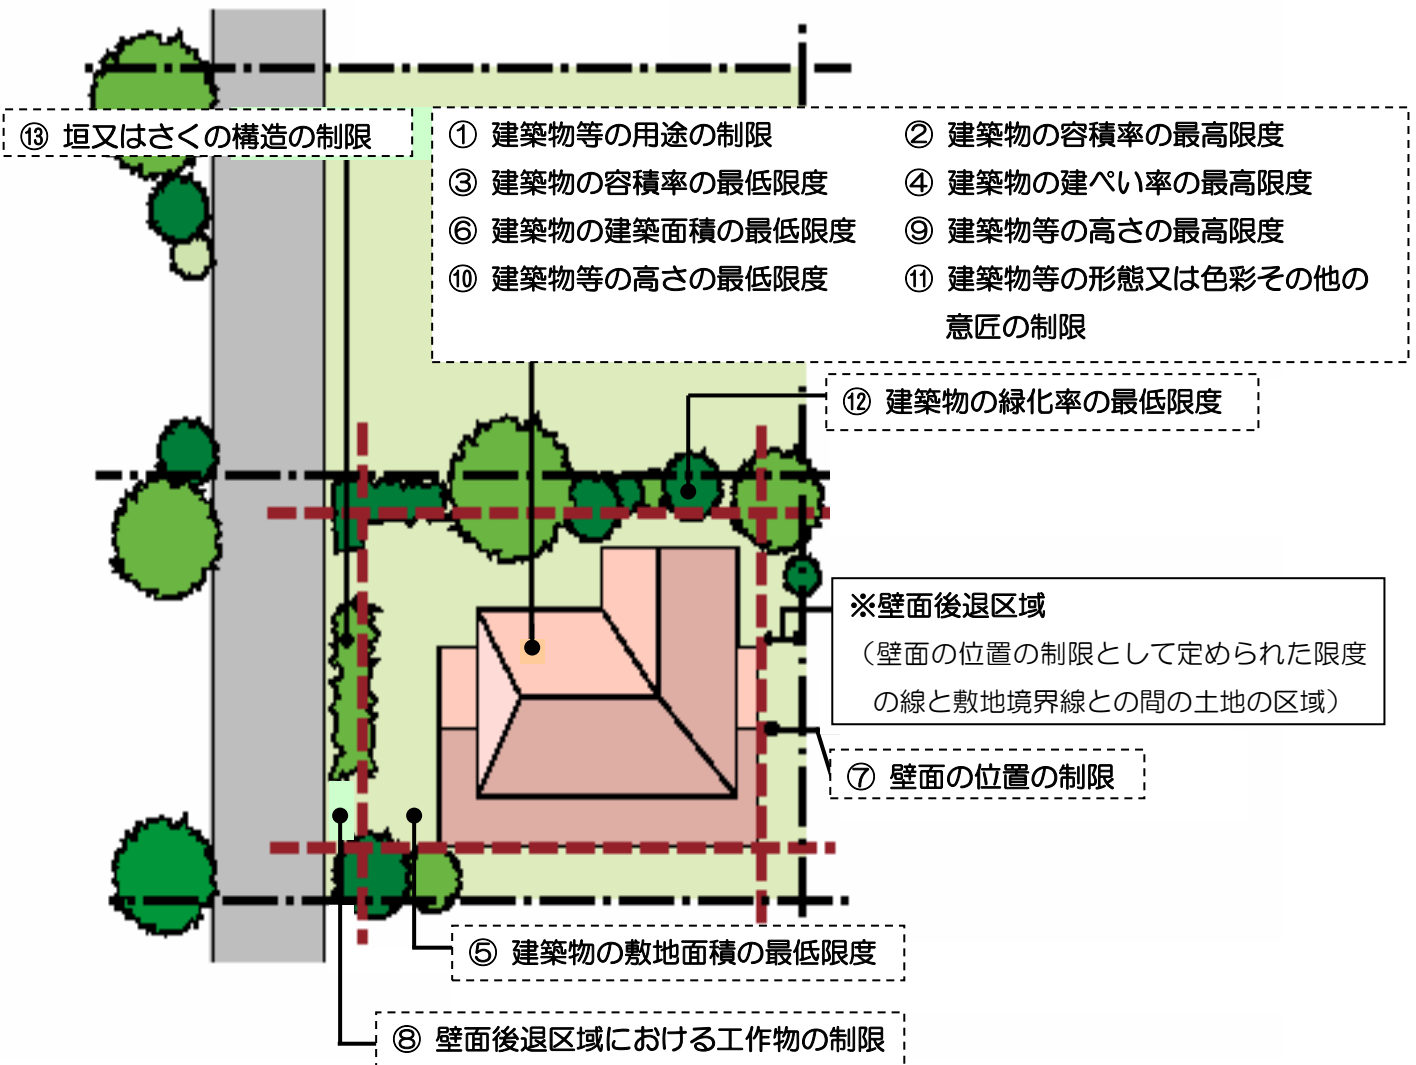 ⑬ 垣又はさくの構造の制限
① 建築物等の用途の制限
② 建築物の容積率の最高限度
③ 建築物の容積率の最低限度
④ 建築物の建ぺい率の最高限度
⑥ 建築物の建築面積の最低限度
⑨ 建築物等の高さの最高限度
⑩ 建築物等の高さの最低限度
⑪ 建築物等の形態又は色彩その他の
意匠の制限
⑫ 建築物の緑化率の最低限度
※壁面後退区域
（壁面の位置の制限として定められた限度
の線と敷地境界線との間の土地の区域）
⑦ 壁面の位置の制限
⑤ 建築物の敷地面積の最低限度
⑧ 壁面後退区域における工作物の制限